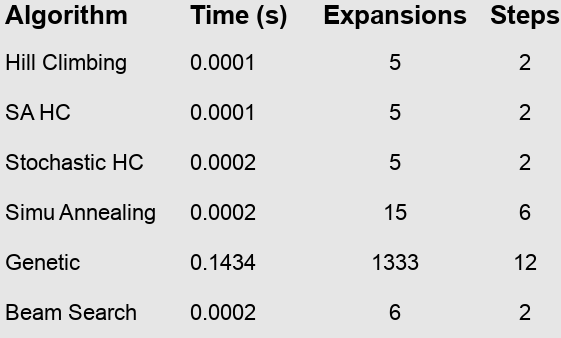 Algorithm Time (s) Expansions Steps
Hill Climbing 0.0001 5 2
SA HC 0.0001 5 2
Stochastic HC 0.0002 5 2
Simu Annealing 0.0002 15 6
Genetic 0.1434 1333 12
Beam Search 0.0002 6 2